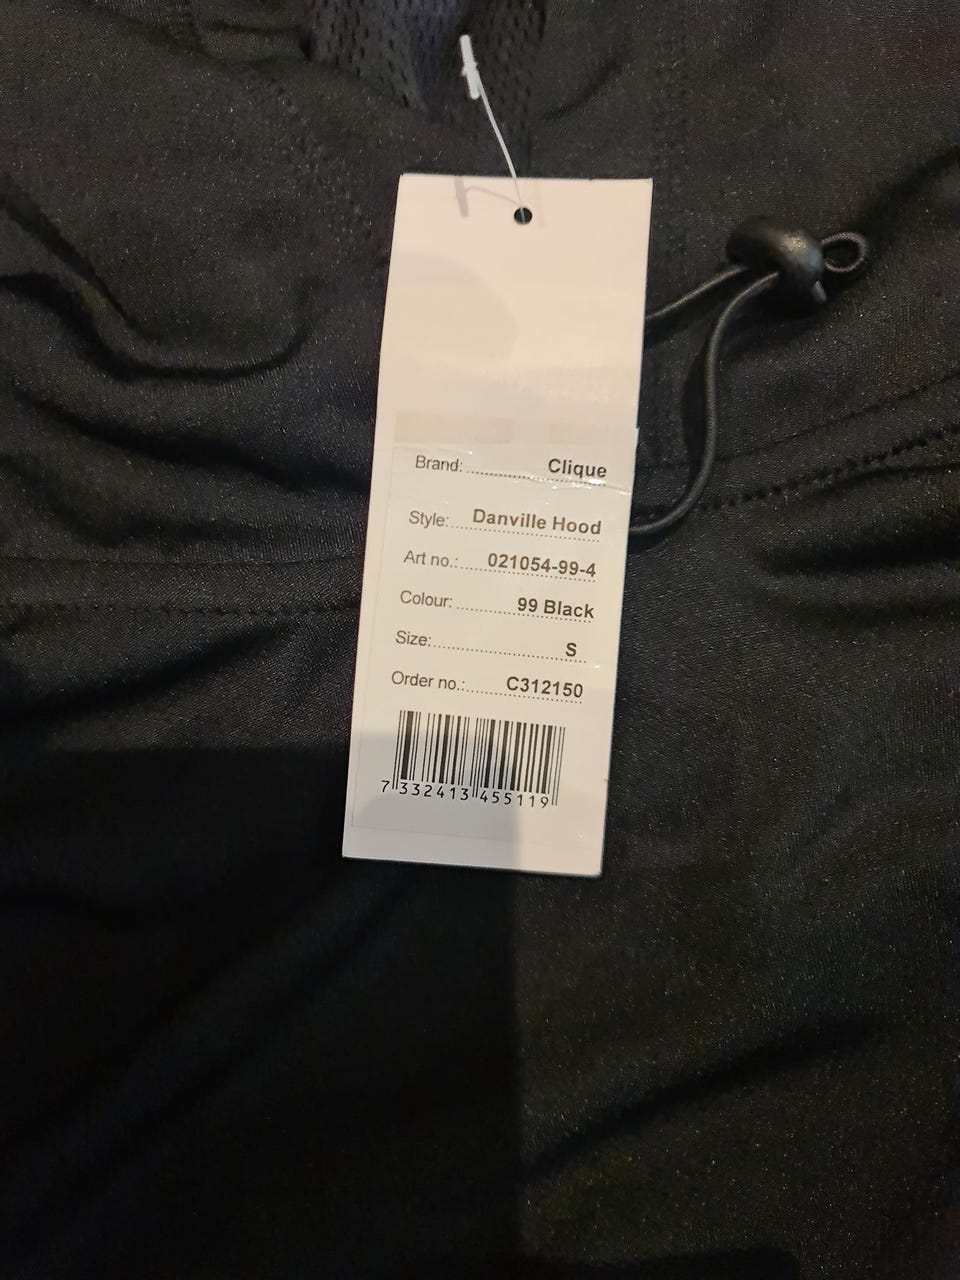 Brand: Clique
Style: Danville Hood
Art no.: 021054-99-4
Colour: 99 Black
Size: S
Order no.: C312150
7 332413 455119